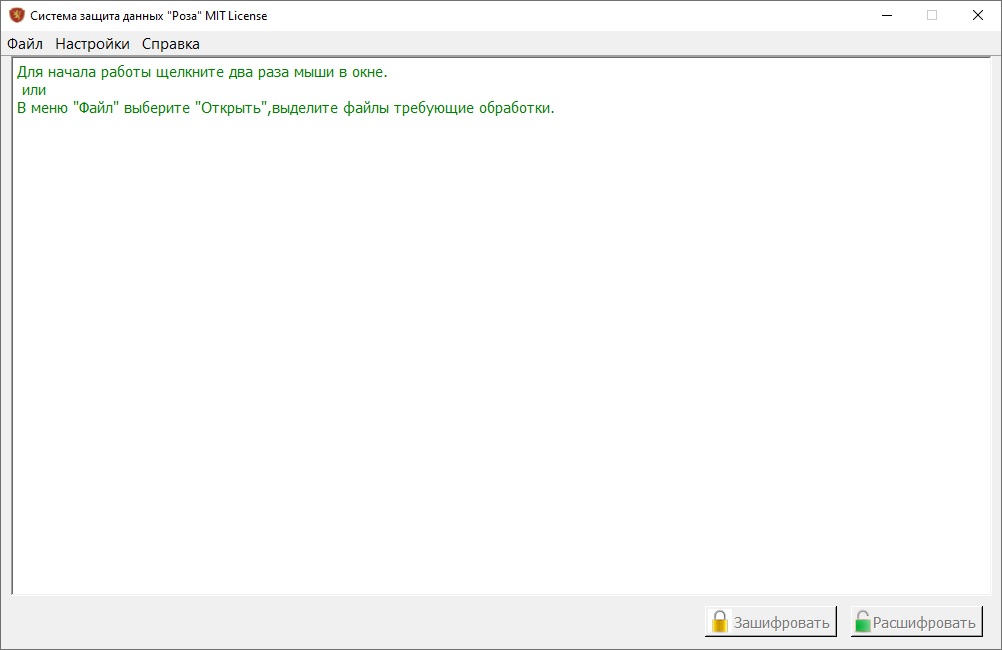 Система защита данных "Роза" MIT License
Файл Настройки Справка
Для начала работы щелкните два раза мыши в окне.
или
В меню "Файл" выберите "Открыть",выделите файлы требующие обработки.
Зашифровать Расшифровать